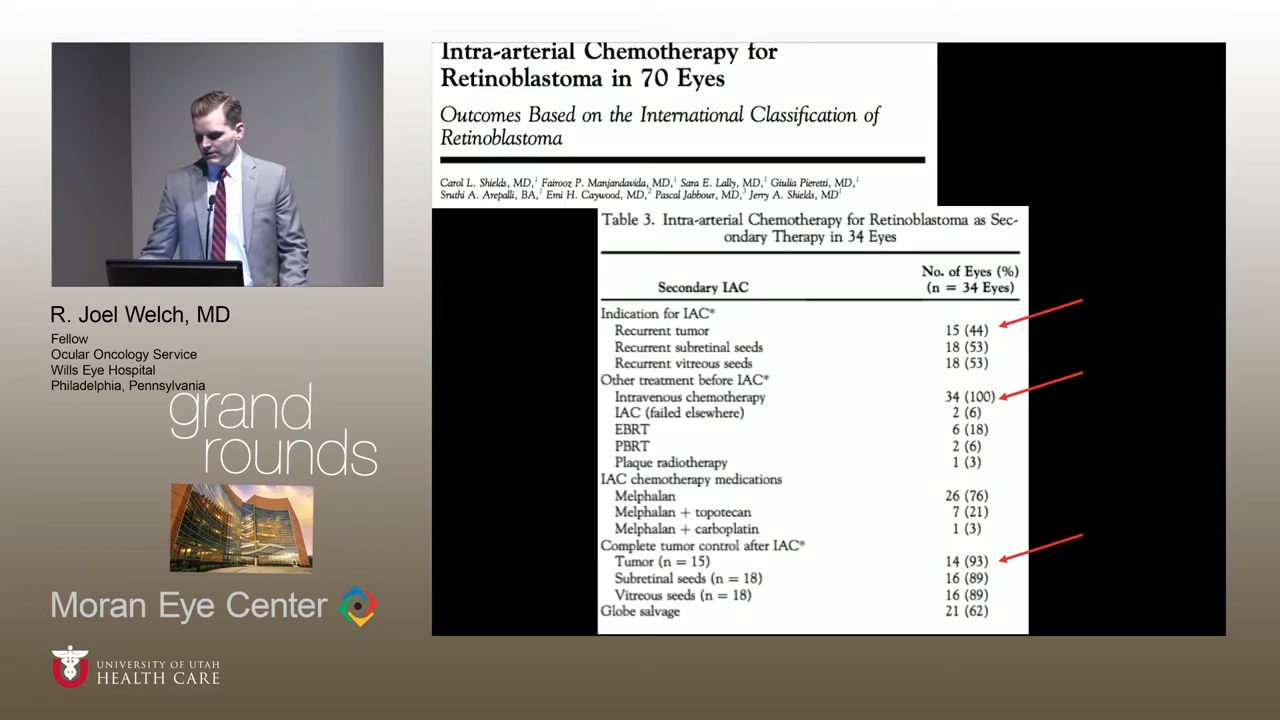 R. Joel Welch, MD
Fellow
Ocular Oncology Service
Wills Eye Hospital
Philadelphia, Pennsylvania
grand
rounds
Moran Eye Center
UNIVERSITY OF UTAH
HEALTH CARE
Intra-arterial Chemotherapy for
Retinoblastoma in 70 Eyes
Outcomes Based on the International Classification of
Retinoblastoma
Carol L. Shields, MD,1 Fairooz P. Manjandavida, MD,1 Sara E. Lally, MD,1 Giulia Pieretti, MD,1
Sruthi A. Arepalli, BA,1 Emi H. Caywood, MD,2 Pascal Jabbour, MD,3 Jerry A. Shields, MD1
Table 3. Intra-arterial Chemotherapy for Retinoblastoma as Sec-
ondary Therapy in 34 Eyes
Secondary IAC No. of Eyes (%)
(n = 34 Eyes)
Indication for IAC*
Recurrent tumor 15 (44)
Recurrent subretinal seeds 18 (53)
Recurrent vitreous seeds 18 (53)
Other treatment before IAC*
Intravenous chemotherapy 34 (100)
IAC (failed elsewhere) 2 (6)
EBRT 6 (18)
PBRT 2 (6)
Plaque radiotherapy 1 (3)
IAC chemotherapy medications
Melphalan 26 (76)
Melphalan + topotecan 7 (21)
Melphalan + carboplatin 1 (3)
Complete tumor control after IAC*
Tumor (n = 15) 14 (93)
Subretinal seeds (n = 18) 16 (89)
Vitreous seeds (n = 18) 16 (89)
Globe salvage 21 (62)